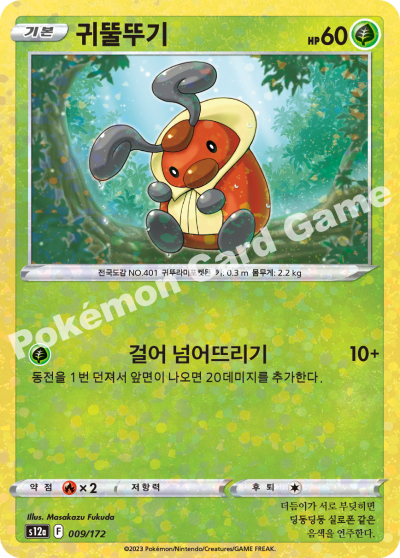 기본 귀뚤뚜기 HP 60
전국도감 NO.401 귀뚜라미포켓몬 키: 0.3 m 몸무게: 2.2 kg
Pokémon Card Game
걸어 넘어뜨리기 10+
동전을 1번 던져서 앞면이 나오면 20데미지를 추가한다.
약점 ×2 저항력 후퇴
Illus. Masakazu Fukuda
더듬이가 서로 부딪히면
s12a F 009/172
딩동딩동 실로폰 같은
음색을 연주한다.
©2023 Pokémon/Nintendo/Creatures/GAME FREAK.